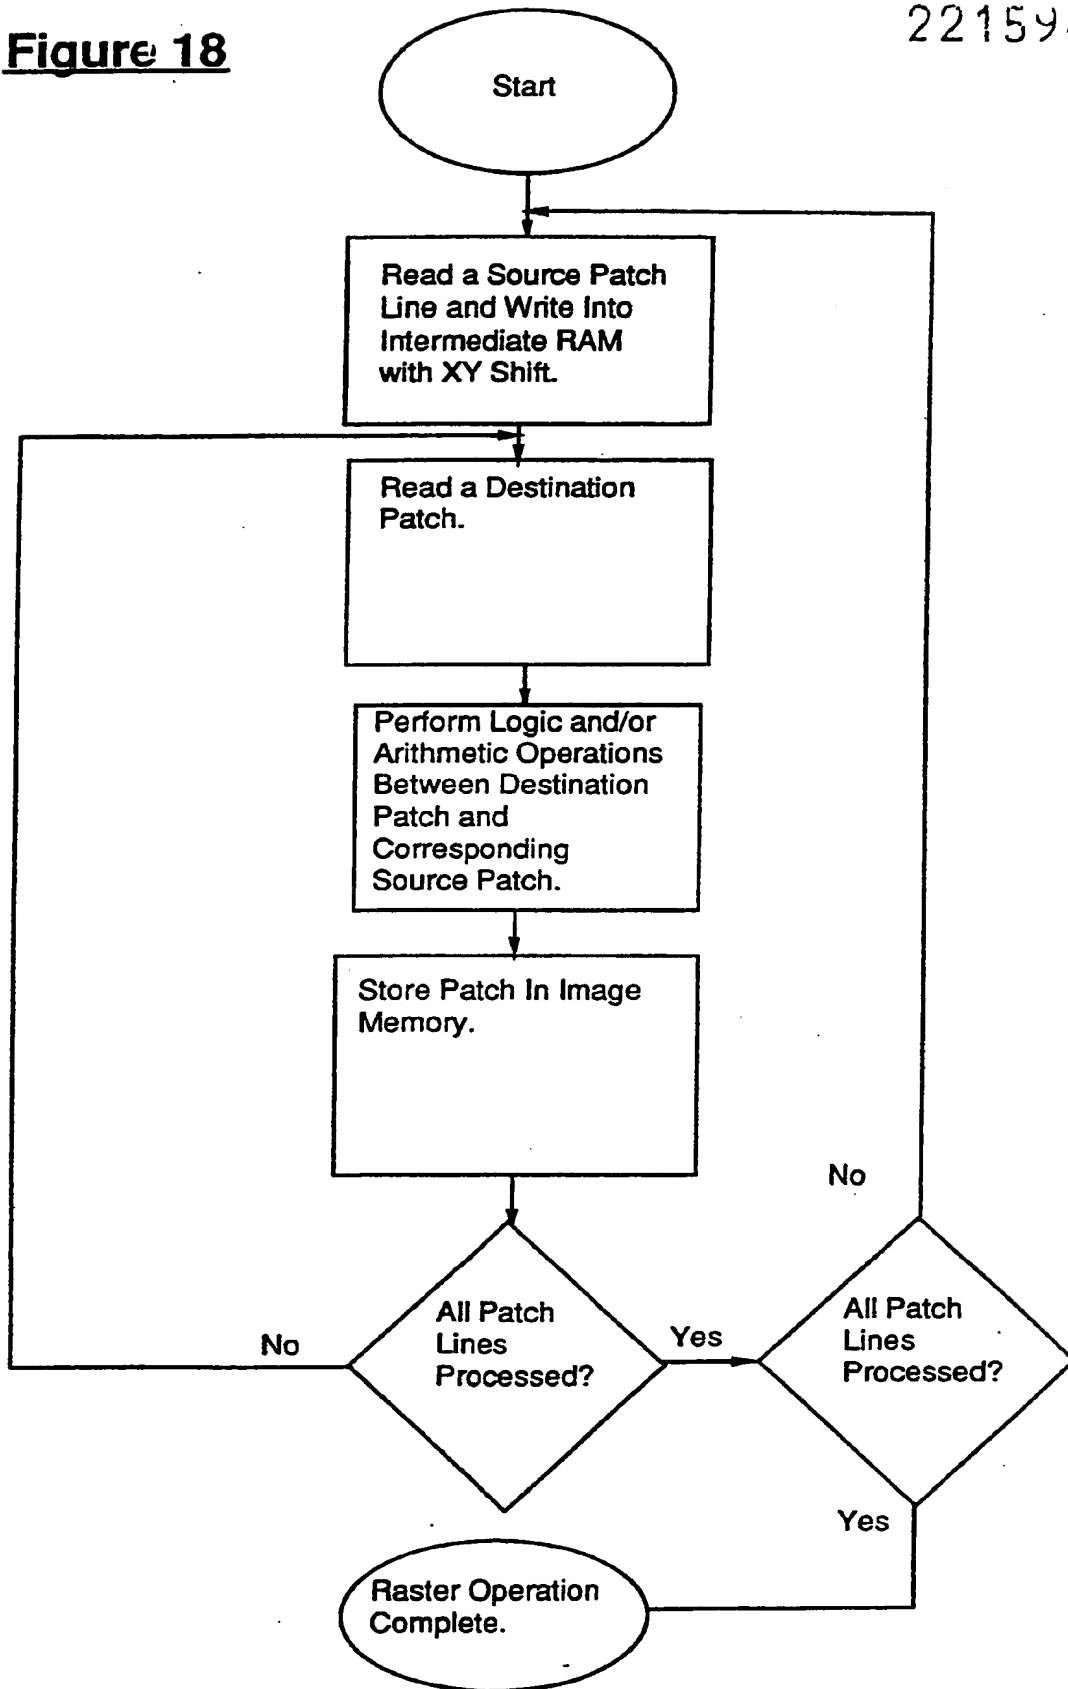 Figure 18
22159
Start
Read a Source Patch
Line and Write Into
Intermediate RAM
with XY Shift.
Read a Destination
Patch.
Perform Logic and/or
Arithmetic Operations
Between Destination
Patch and
Corresponding
Source Patch.
Store Patch In Image
Memory.
No
All Patch
Lines
Processed?
No
Yes
All Patch
Lines
Processed?
Yes
Raster Operation
Complete.